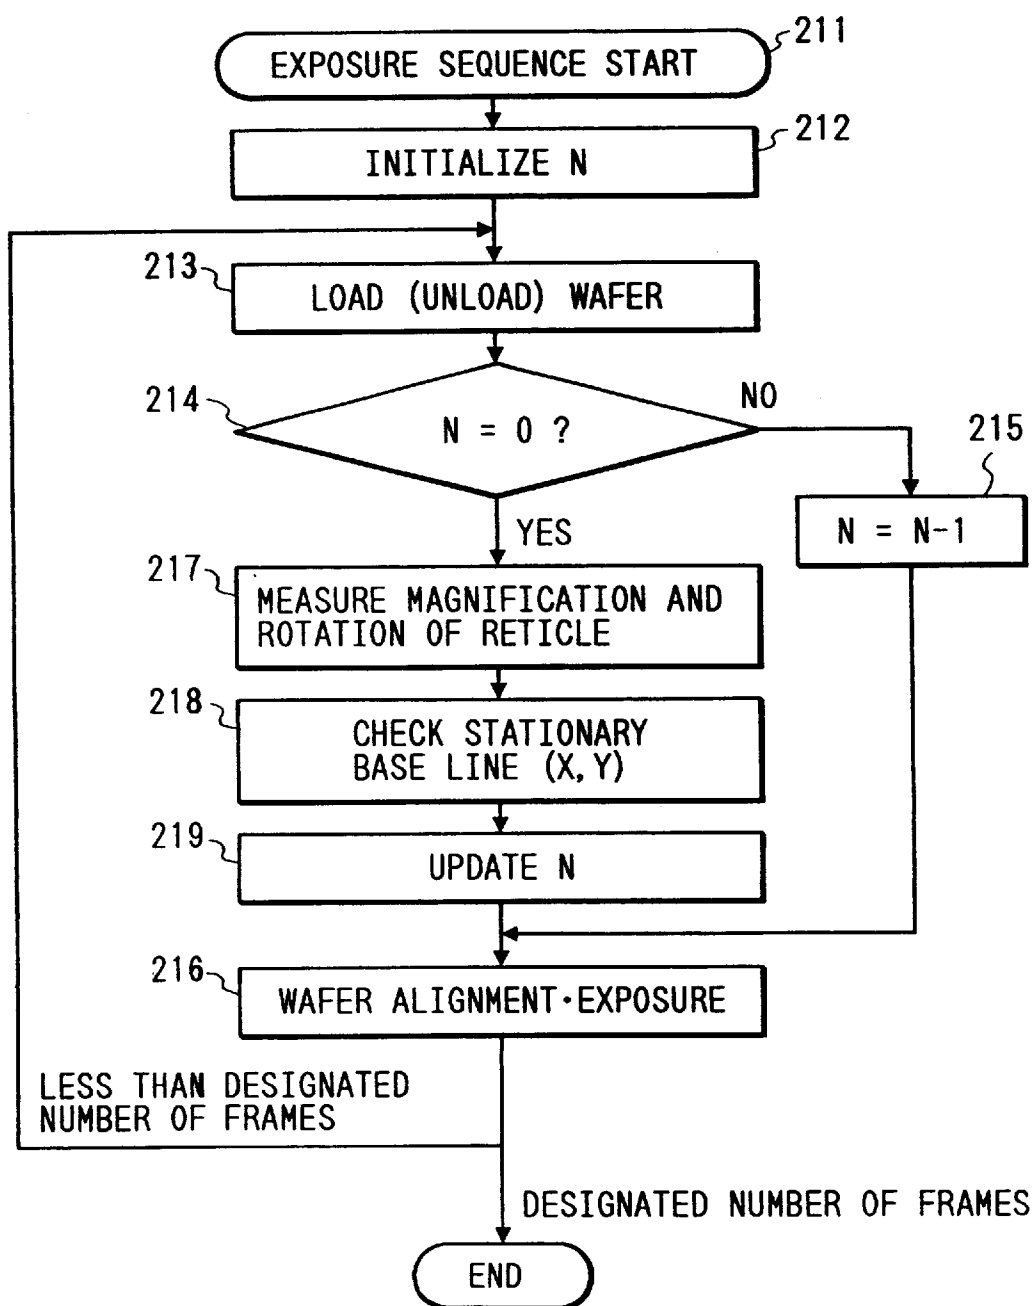 211
EXPOSURE SEQUENCE START
212
INITIALIZE N
213
LOAD (UNLOAD) WAFER
214
N = 0 ?
NO
215
N = N-1
YES
217
MEASURE MAGNIFICATION AND
ROTATION OF RETICLE
218
CHECK STATIONARY
BASE LINE (X, Y)
219
UPDATE N
216
WAFER ALIGNMENT·EXPOSURE
LESS THAN DESIGNATED
NUMBER OF FRAMES
DESIGNATED NUMBER OF FRAMES
END